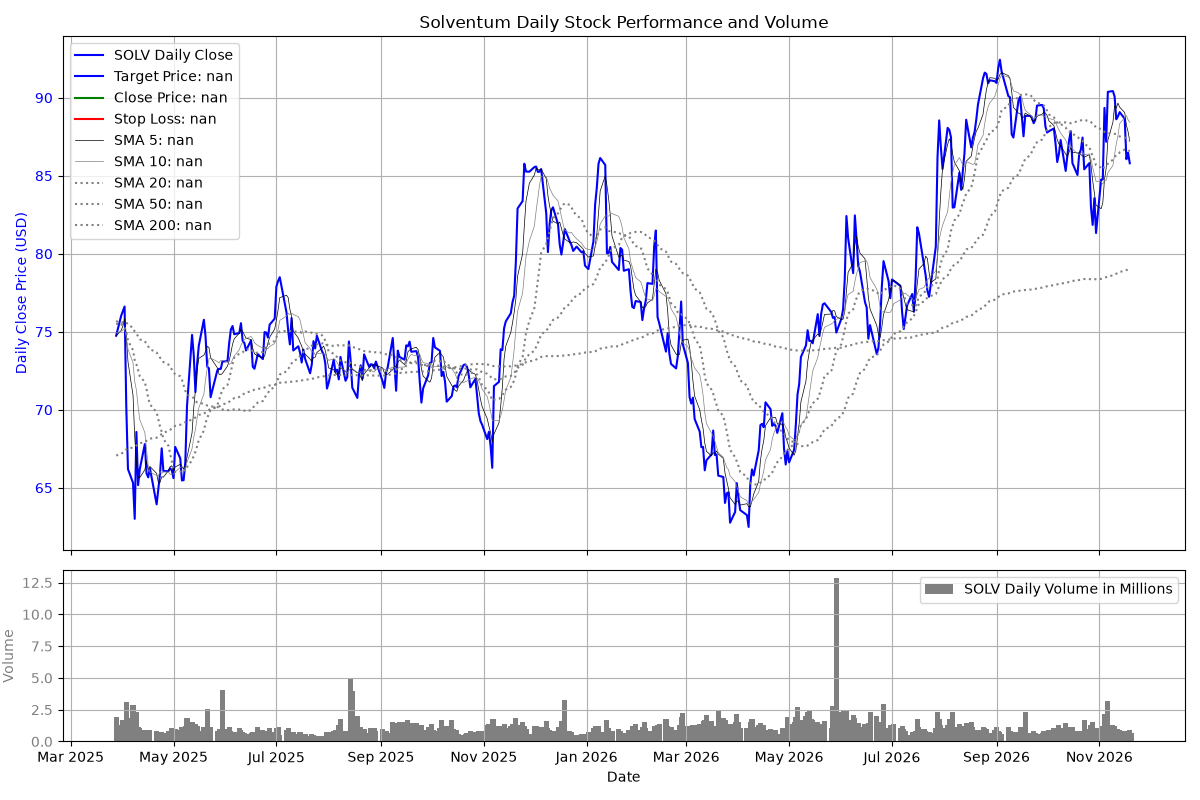 Solventum Daily Stock Performance and Volume
SOLV Daily Close
Target Price: nan
Close Price: nan
Stop Loss: nan
SMA 5: nan
SMA 10: nan
SMA 20: nan
SMA 50: nan
SMA 200: nan
Daily Close Price (USD)
90
85
80
75
70
65
SOLV Daily Volume in Millions
Volume
12.5
10.0
7.5
5.0
2.5
0.0
Mar 2025 May 2025 Jul 2025 Sep 2025 Nov 2025 Jan 2026 Mar 2026 May 2026 Jul 2026 Sep 2026 Nov 2026
Date